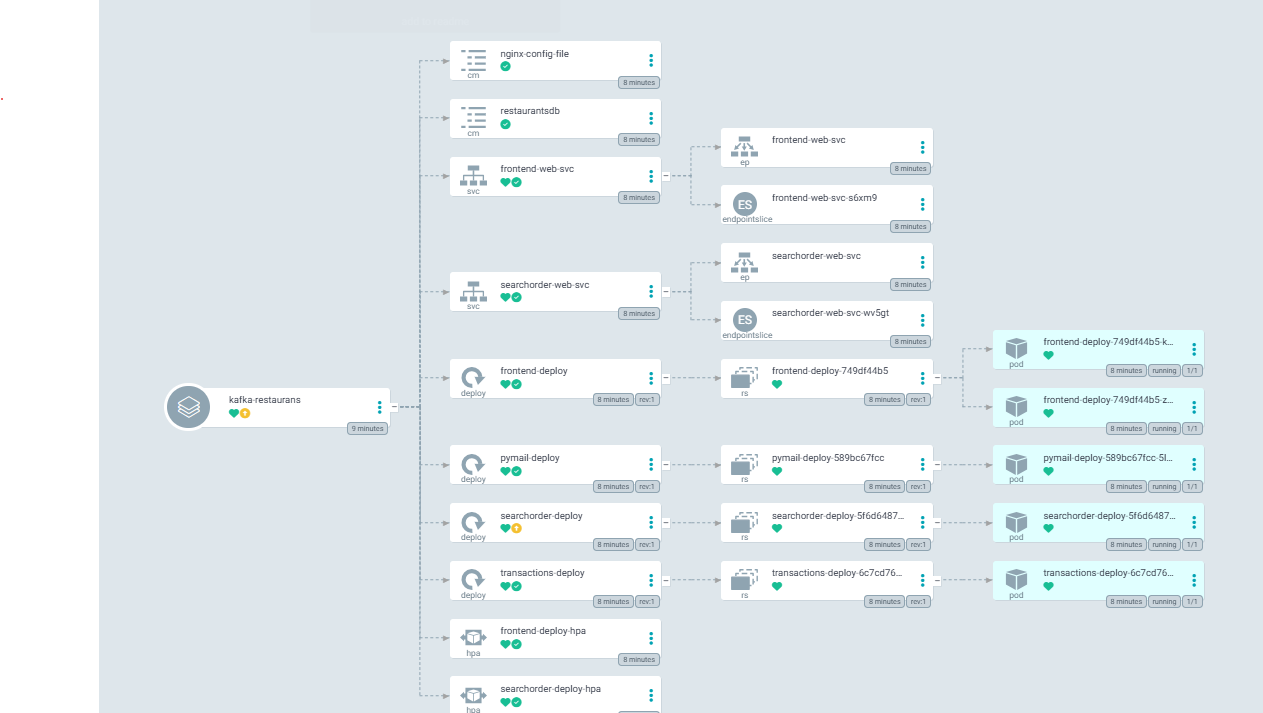 nginx-config-file
cm
8 minutes
restaurantsdb
cm
8 minutes
frontend-web-svc
svc
8 minutes
frontend-web-svc
ep
8 minutes
frontend-web-svc-s6xm9
ES
endpointslice
8 minutes
searchorder-web-svc
svc
8 minutes
searchorder-web-svc
ep
8 minutes
searchorder-web-svc-wv5gt
ES
endpointslice
8 minutes
kafka-restaurans
9 minutes
frontend-deploy
deploy
8 minutes rev:1
frontend-deploy-749df44b5
rs
8 minutes rev:1
frontend-deploy-749df44b5-k...
pod
8 minutes running 1/1
frontend-deploy-749df44b5-z...
pod
8 minutes running 1/1
pymail-deploy
deploy
8 minutes rev:1
pymail-deploy-589bc67fcc
rs
8 minutes rev:1
pymail-deploy-589bc67fcc-5l...
pod
8 minutes running 1/1
searchorder-deploy
deploy
8 minutes rev:1
searchorder-deploy-5f6d6487...
rs
8 minutes rev:1
searchorder-deploy-5f6d6487...
pod
8 minutes running 1/1
transactions-deploy
deploy
8 minutes rev:1
transactions-deploy-6c7cd76...
rs
8 minutes rev:1
transactions-deploy-6c7cd76...
pod
8 minutes running 1/1
frontend-deploy-hpa
hpa
8 minutes
searchorder-deploy-hpa
hpa